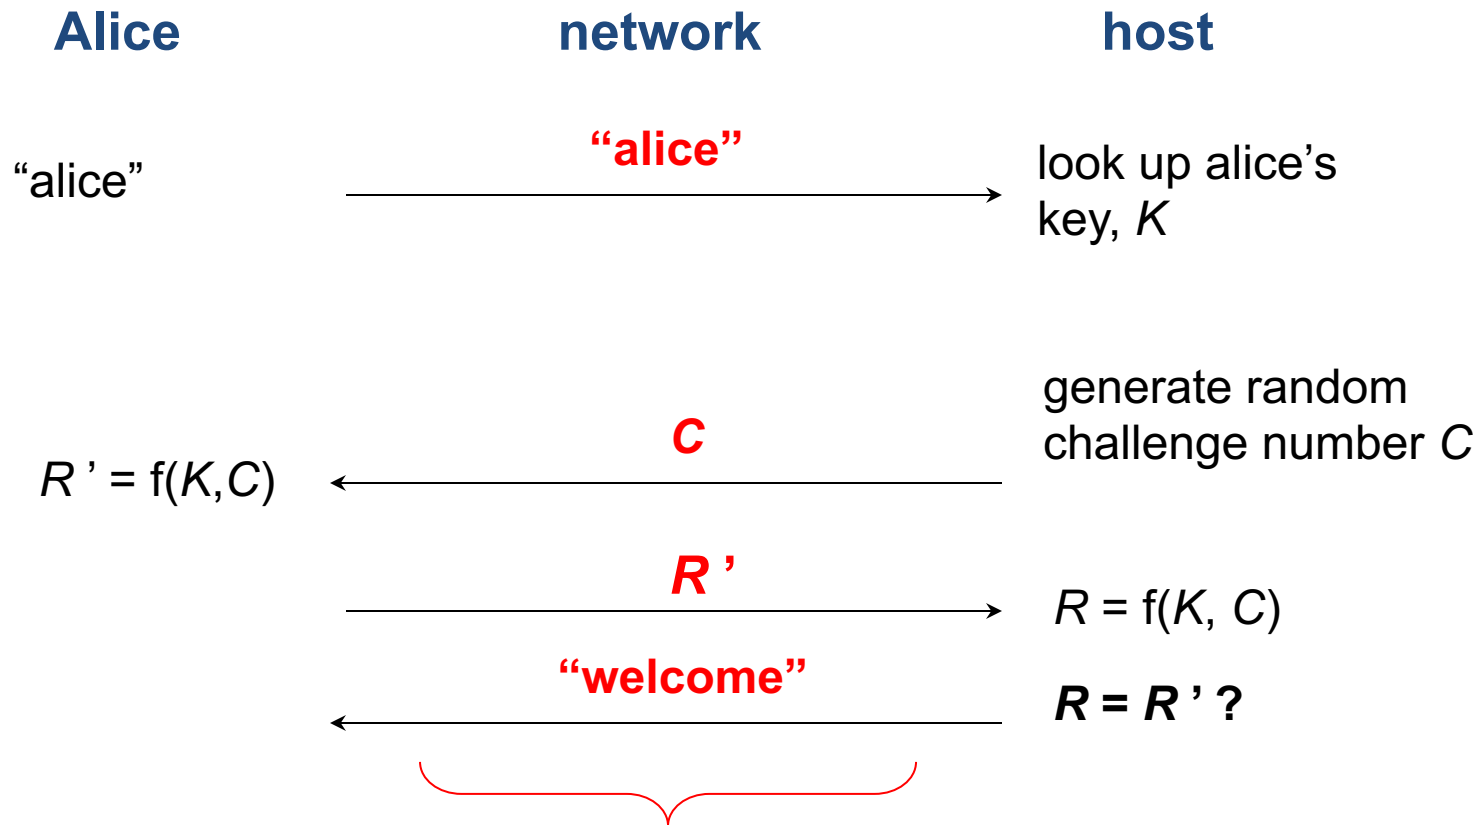 Alice network host
“alice”
“alice”
look up alice’s
key, K
generate random
challenge number C
C
R ’ = f(K,C)
R ’
R = f(K, C)
“welcome”
R = R ’ ?